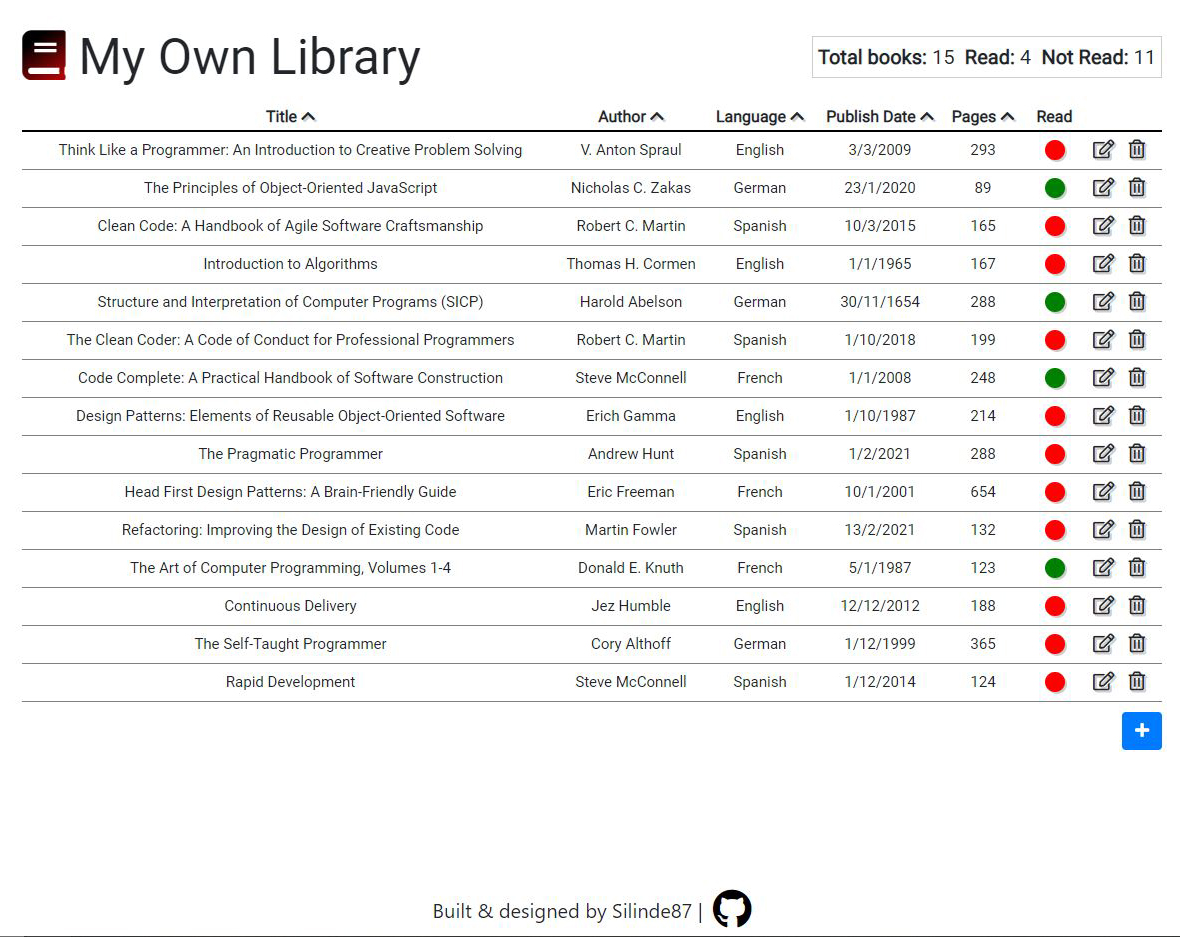 My Own Library
Total books: 15 Read: 4 Not Read: 11
Title Author Language Publish Date Pages Read
Think Like a Programmer: An Introduction to Creative Problem Solving V. Anton Spraul English 3/3/2009 293
The Principles of Object-Oriented JavaScript Nicholas C. Zakas German 23/1/2020 89
Clean Code: A Handbook of Agile Software Craftsmanship Robert C. Martin Spanish 10/3/2015 165
Introduction to Algorithms Thomas H. Cormen English 1/1/1965 167
Structure and Interpretation of Computer Programs (SICP) Harold Abelson German 30/11/1654 288
The Clean Coder: A Code of Conduct for Professional Programmers Robert C. Martin Spanish 1/10/2018 199
Code Complete: A Practical Handbook of Software Construction Steve McConnell French 1/1/2008 248
Design Patterns: Elements of Reusable Object-Oriented Software Erich Gamma English 1/10/1987 214
The Pragmatic Programmer Andrew Hunt Spanish 1/2/2021 288
Head First Design Patterns: A Brain-Friendly Guide Eric Freeman French 10/1/2001 654
Refactoring: Improving the Design of Existing Code Martin Fowler Spanish 13/2/2021 132
The Art of Computer Programming, Volumes 1-4 Donald E. Knuth French 5/1/1987 123
Continuous Delivery Jez Humble English 12/12/2012 188
The Self-Taught Programmer Cory Althoff German 1/12/1999 365
Rapid Development Steve McConnell Spanish 1/12/2014 124
+
Built & designed by Silinde87 |